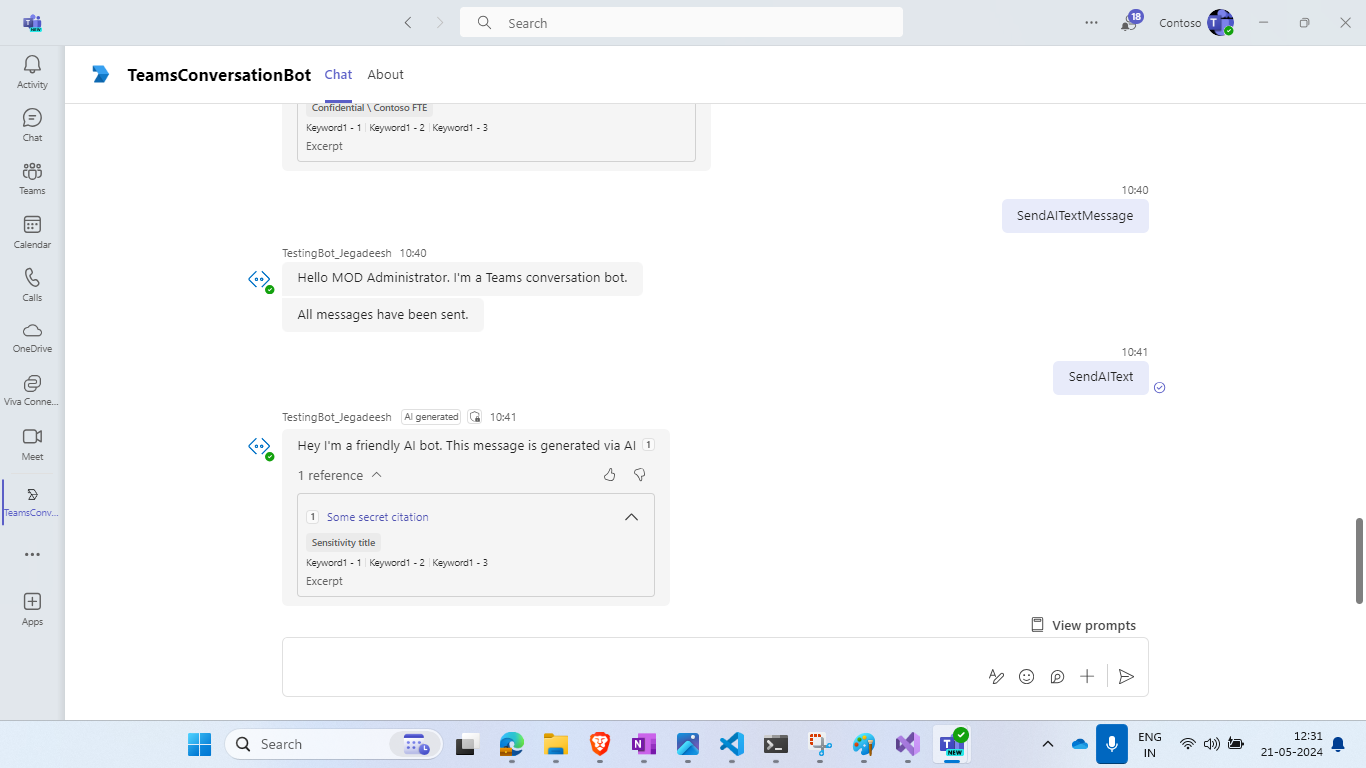 NEW
Search
18
Contoso
T
Activity
Chat
Teams
Calendar
Calls
OneDrive
Viva Conne...
Meet
TeamsConv...
Apps
TeamsConversationBot Chat About
Confidential \ Contoso FTE
Keyword1 - 1 | Keyword1 - 2 | Keyword1 - 3
Excerpt
10:40
SendAITextMessage
TestingBot_Jegadeesh 10:40
Hello MOD Administrator. I'm a Teams conversation bot.
All messages have been sent.
10:41
SendAIText
TestingBot_Jegadeesh AI generated 10:41
Hey I'm a friendly AI bot. This message is generated via AI 1
1 reference
1 Some secret citation
Sensitivity title
Keyword1 - 1 | Keyword1 - 2 | Keyword1 - 3
Excerpt
View prompts
Search
NEW
ENG
IN
12:31
21-05-2024